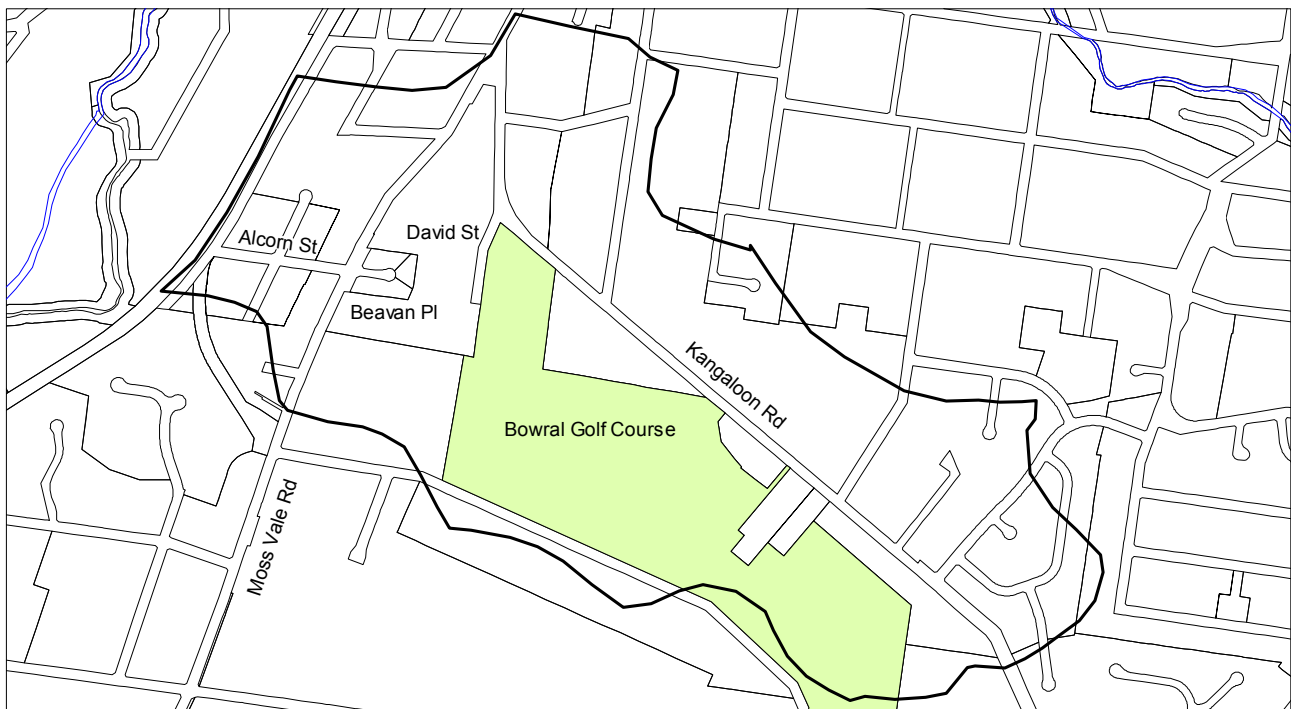 David St
Alcorn St
Beavan Pl
Kangaloon Rd
Bowral Golf Course
Moss Vale Rd